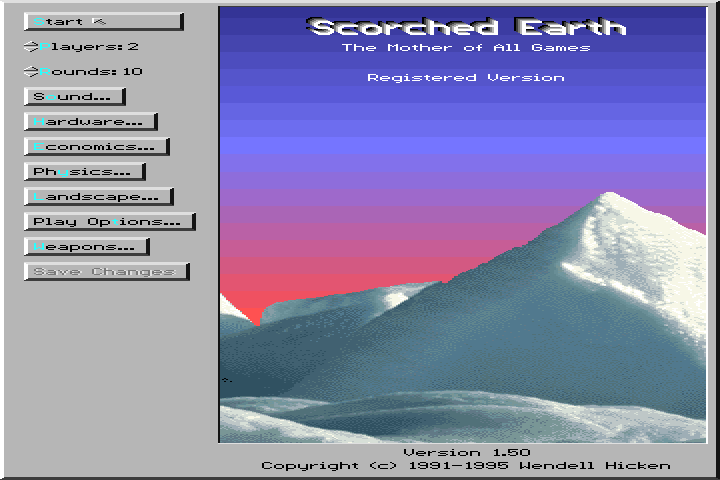 Start
Players: 2
Rounds: 10
Sound...
Hardware...
Economics...
Physics...
Landscape...
Play Options...
Weapons...
Save Changes
Scorched Earth
The Mother of All Games
Registered Version
Version 1.50
Copyright (c) 1991-1995 Wendell Hicken